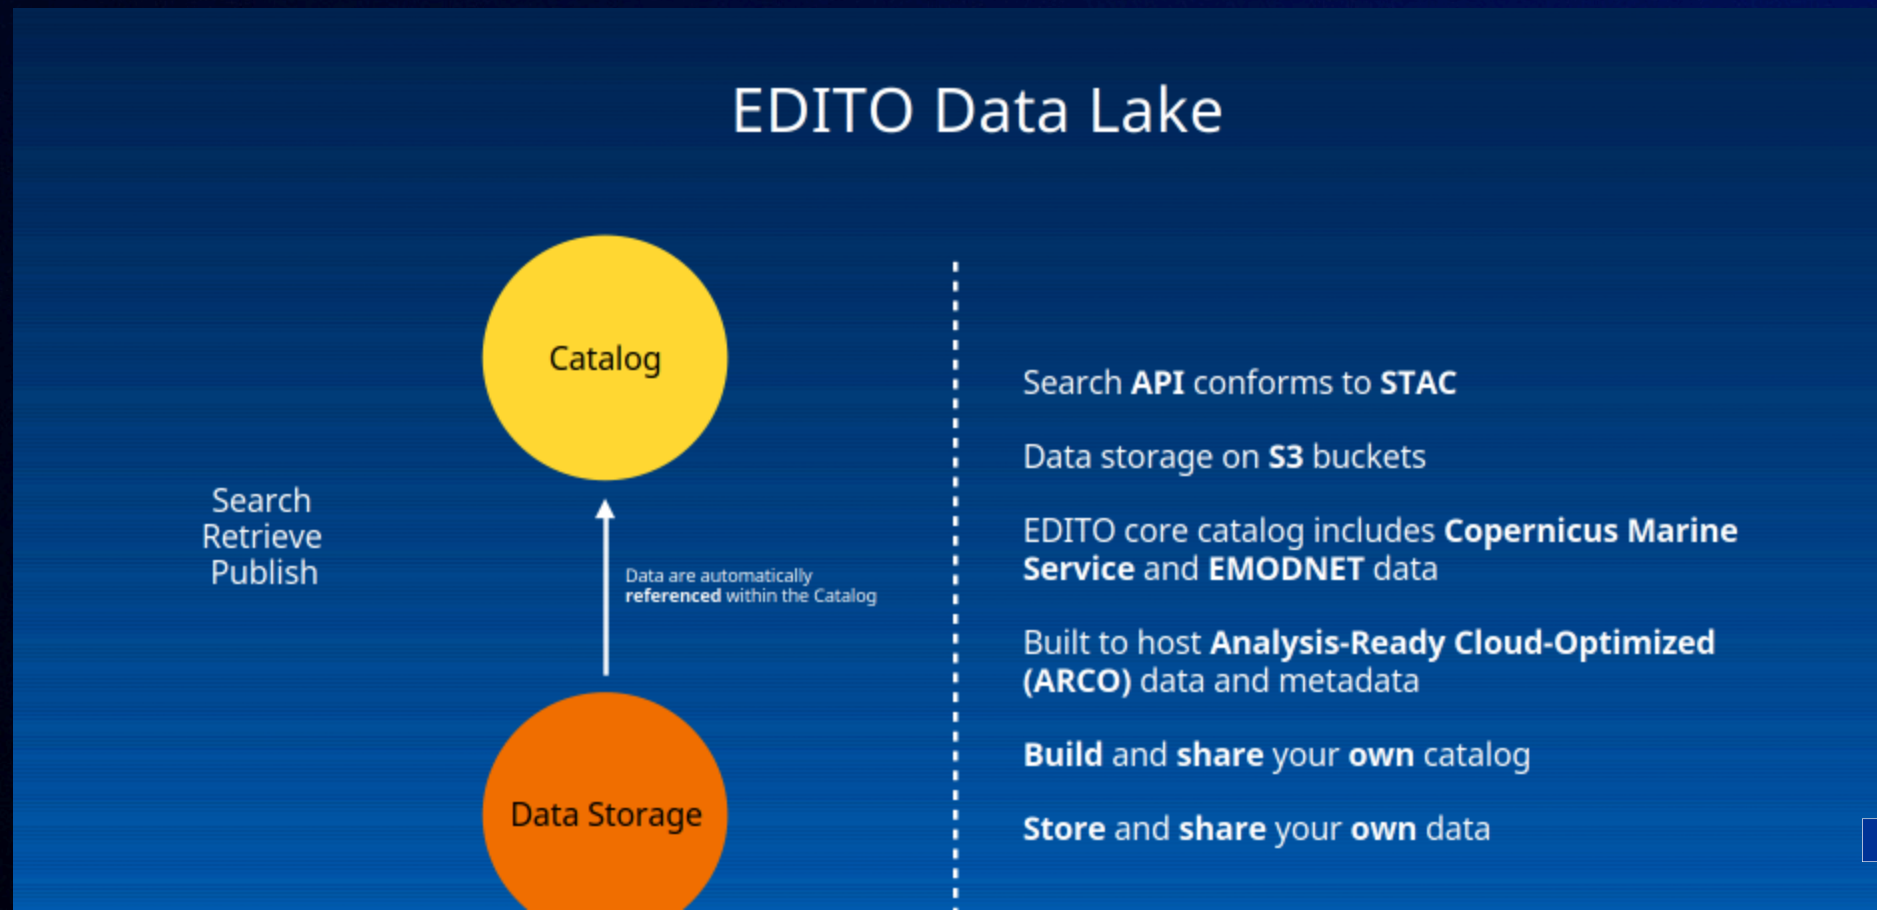 EDITO Data Lake
Catalog
Search
Retrieve
Publish
Data are automatically
referenced within the Catalog
Data Storage
Search API conforms to STAC
Data storage on S3 buckets
EDITO core catalog includes Copernicus Marine
Service and EMODNET data
Built to host Analysis-Ready Cloud-Optimized
(ARCO) data and metadata
Build and share your own catalog
Store and share your own data